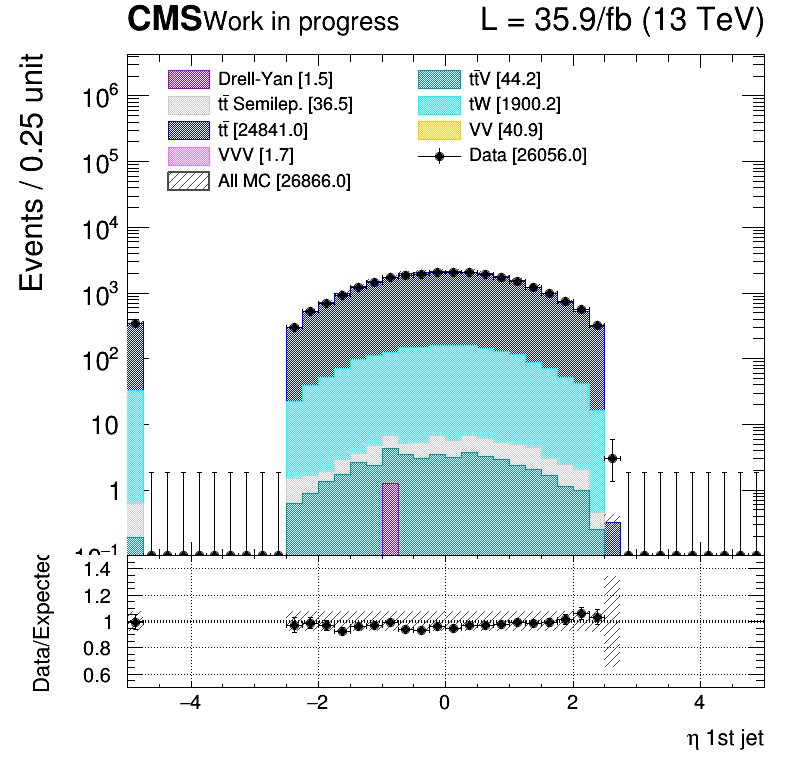 CMS Work in progress L = 35.9/fb (13 TeV)
Events / 0.25 unit
10⁶
10⁵
10⁴
10³
10²
10
1
10⁻¹
Drell-Yan [1.5]
tt̄ Semilep. [36.5]
tt̄ [24841.0]
VVV [1.7]
All MC [26866.0]
tt̄V [44.2]
tW [1900.2]
VV [40.9]
Data [26056.0]
Data/Expected
1.4
1.2
1
0.8
0.6
−4 −2 0 2 4
η 1st jet